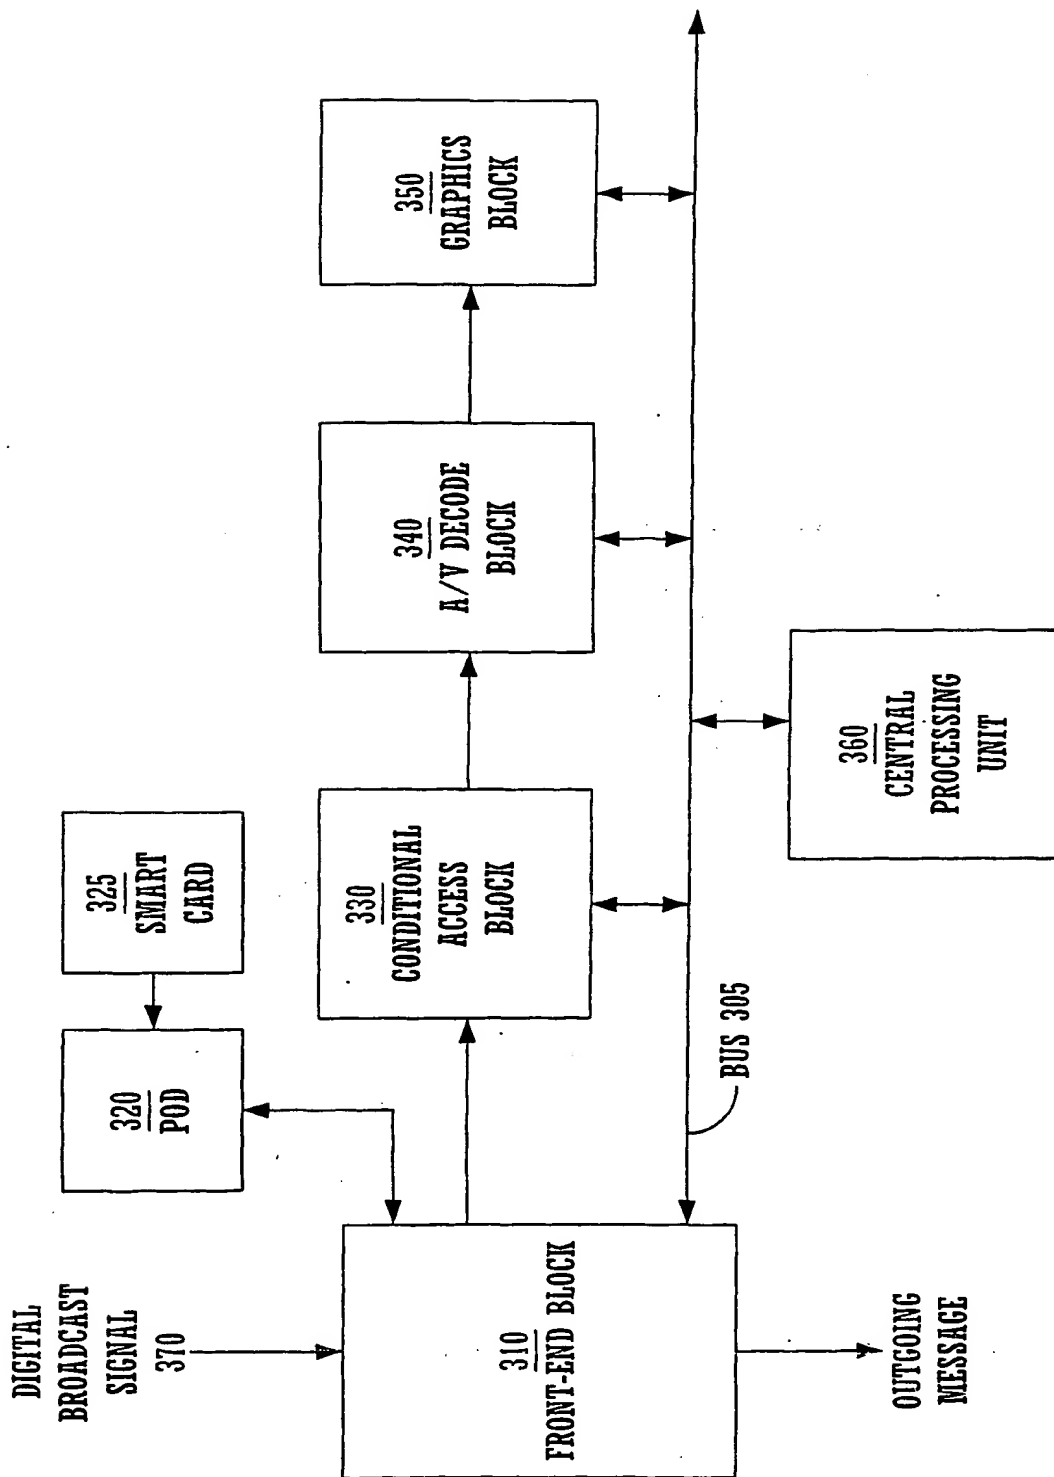 DIGITAL
BROADCAST
SIGNAL
370
310
FRONT-END BLOCK
OUTGOING
MESSAGE
320
POD
325
SMART
CARD
330
CONDITIONAL
ACCESS
BLOCK
340
A/V DECODE
BLOCK
350
GRAPHICS
BLOCK
BUS 305
360
CENTRAL
PROCESSING
UNIT